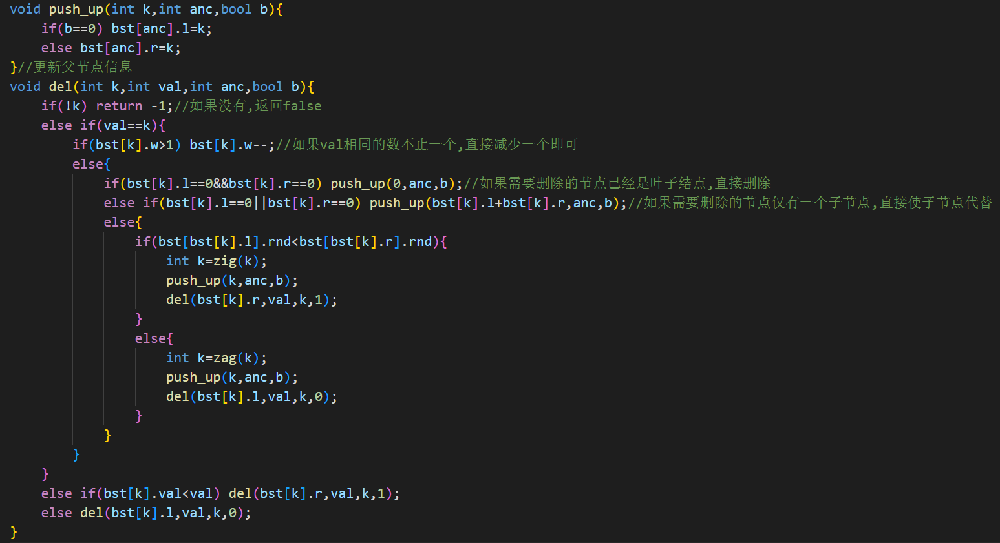 void push_up(int k,int anc,bool b){
    if(b==0) bst[anc].l=k;
    else bst[anc].r=k;
}//更新父节点信息
void del(int k,int val,int anc,bool b){
    if(!k) return -1;//如果没有,返回false
    else if(val==k){
        if(bst[k].w>1) bst[k].w--;//如果val相同的数不止一个,直接减少一个即可
        else{
            if(bst[k].l==0&&bst[k].r==0) push_up(0,anc,b);//如果需要删除的节点已经是叶子结点,直接删除
            else if(bst[k].l==0||bst[k].r==0) push_up(bst[k].l+bst[k].r,anc,b);//如果需要删除的节点仅有一个子节点,直接使子节点代替
            else{
                if(bst[bst[k].l].rnd<bst[bst[k].r].rnd){
                    int k=zig(k);
                    push_up(k,anc,b);
                    del(bst[k].r,val,k,1);
                }
                else{
                    int k=zag(k);
                    push_up(k,anc,b);
                    del(bst[k].l,val,k,0);
                }
            }
        }
    }
    else if(bst[k].val<val) del(bst[k].r,val,k,1);
    else del(bst[k].l,val,k,0);
}